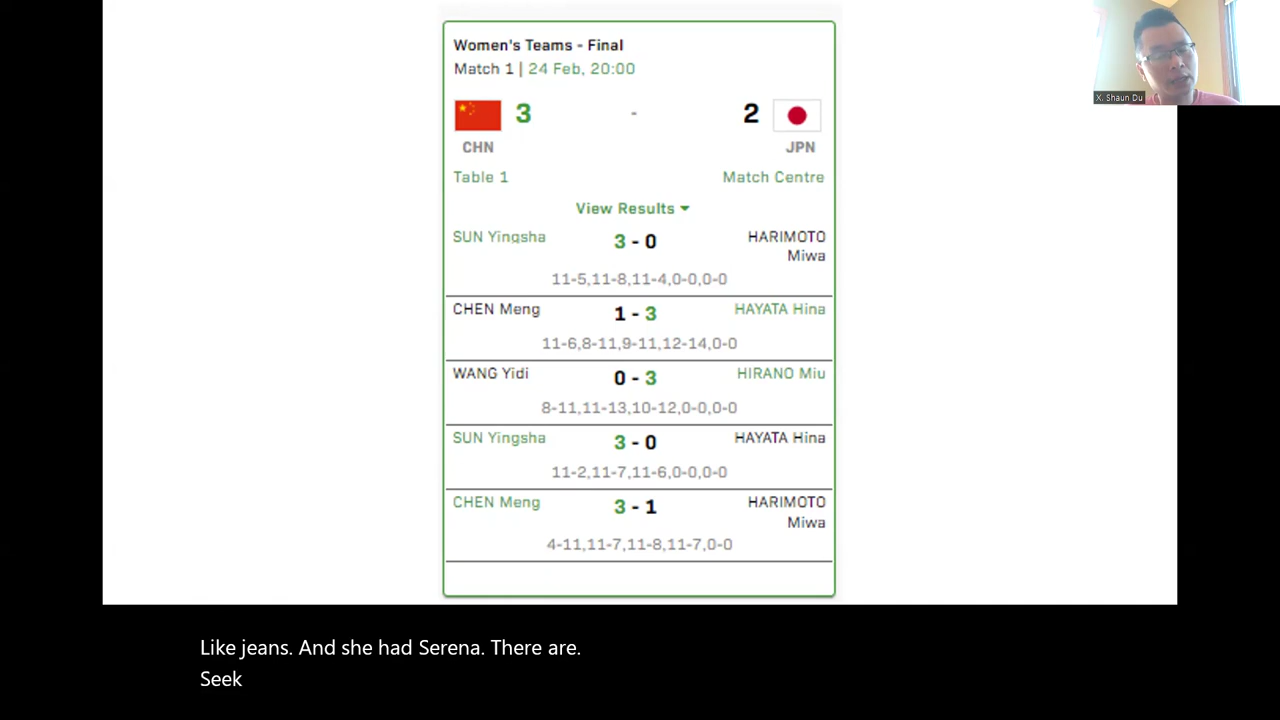 Women's Teams - Final
Match 1 | 24 Feb, 20:00
3 - 2
CHN JPN
Table 1 Match Centre
View Results
SUN Yingsha 3 - 0 HARIMOTO
Miwa
11-5,11-8,11-4,0-0,0-0
CHEN Meng 1 - 3 HAYATA Hina
11-6,8-11,9-11,12-14,0-0
WANG Yidi 0 - 3 HIRANO Miu
8-11,11-13,10-12,0-0,0-0
SUN Yingsha 3 - 0 HAYATA Hina
11-2,11-7,11-6,0-0,0-0
CHEN Meng 3 - 1 HARIMOTO
Miwa
4-11,11-7,11-8,11-7,0-0
X. Shaun Du
Like jeans. And she had Serena. There are.
Seek